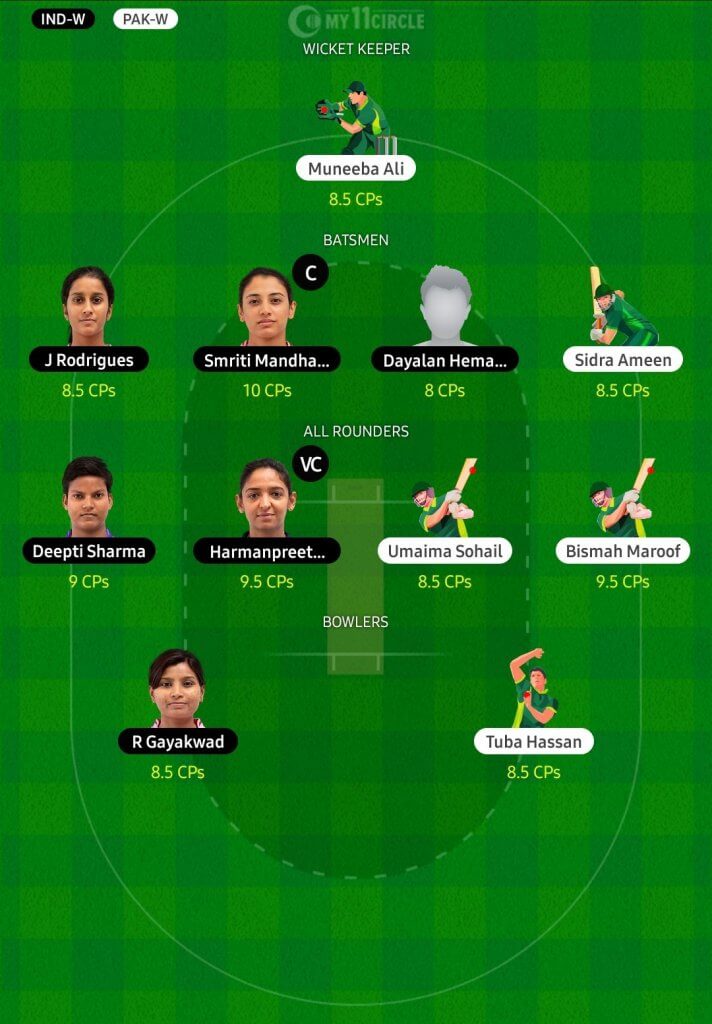 IND-W PAK-W
MY11CIRCLE
WICKET KEEPER
Muneeba Ali
8.5 CPs
BATSMEN
C
J Rodrigues Smriti Mandha... Dayalan Hema... Sidra Ameen
8.5 CPs 10 CPs 8 CPs 8.5 CPs
ALL ROUNDERS
VC
Deepti Sharma Harmanpreet... Umaima Sohail Bismah Maroof
9 CPs 9.5 CPs 8.5 CPs 9.5 CPs
BOWLERS
R Gayakwad Tuba Hassan
8.5 CPs 8.5 CPs